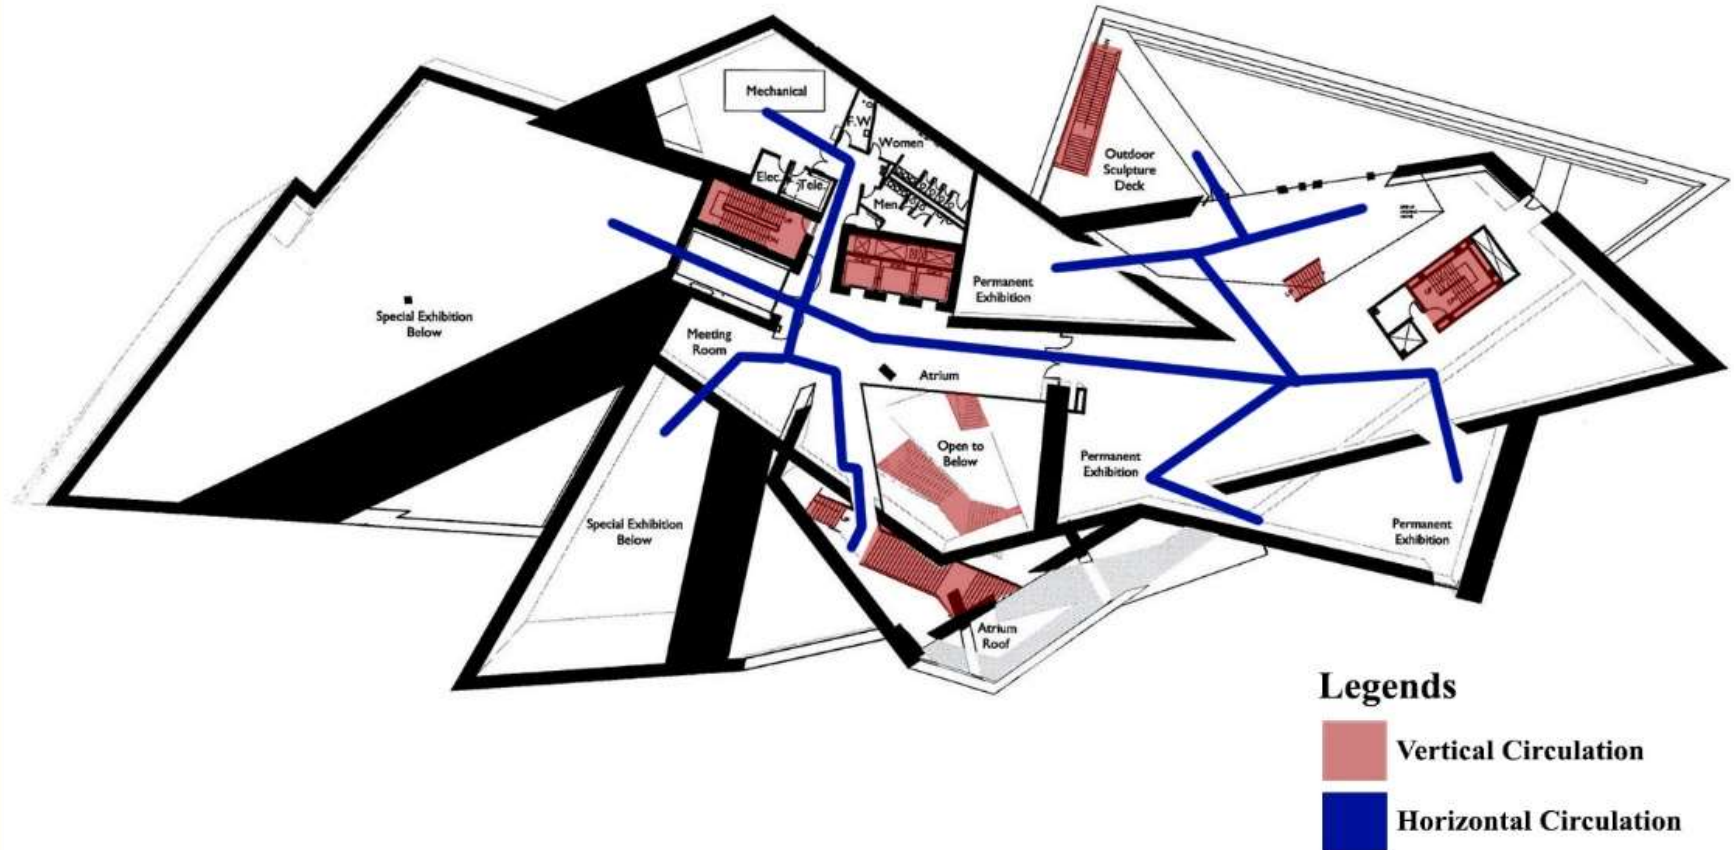 Mechanical
F.W
Women
Elec.
Tele.
Men
Outdoor
Sculpture
Deck
Permanent
Exhibition
Special Exhibition
Below
Meeting
Room
Atrium
Open to
Below
Permanent
Exhibition
Special Exhibition
Below
Permanent
Exhibition
Atrium
Roof
Legends
Vertical Circulation
Horizontal Circulation